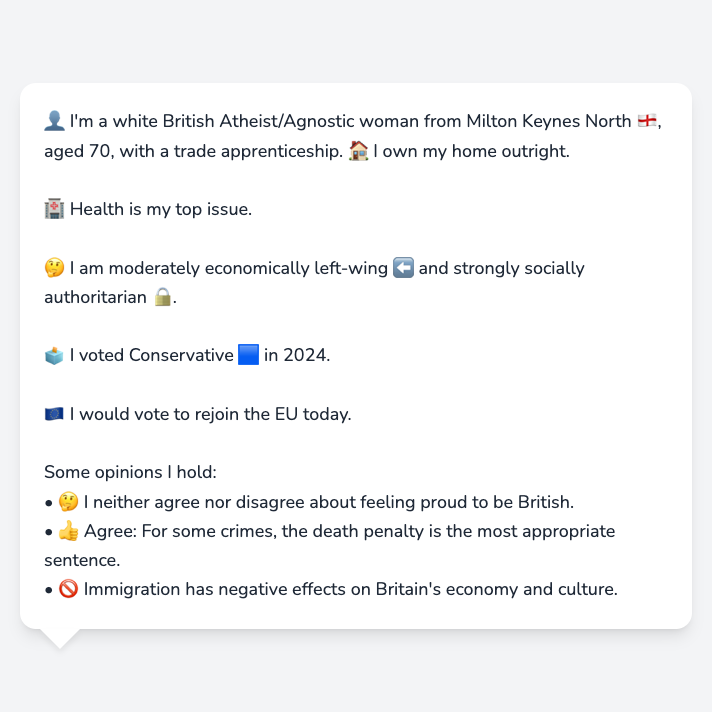 👤 I'm a white British Atheist/Agnostic woman from Milton Keynes North 🏴󠁧󠁢󠁥󠁮󠁧󠁿,
aged 70, with a trade apprenticeship. 🏠 I own my home outright.
🏥 Health is my top issue.
🤔 I am moderately economically left-wing ⬅️ and strongly socially
authoritarian 🔒.
🗳️ I voted Conservative 🟦 in 2024.
🇪🇺 I would vote to rejoin the EU today.
Some opinions I hold:
• 🤔 I neither agree nor disagree about feeling proud to be British.
• 👍 Agree: For some crimes, the death penalty is the most appropriate
sentence.
• 🚫 Immigration has negative effects on Britain's economy and culture.